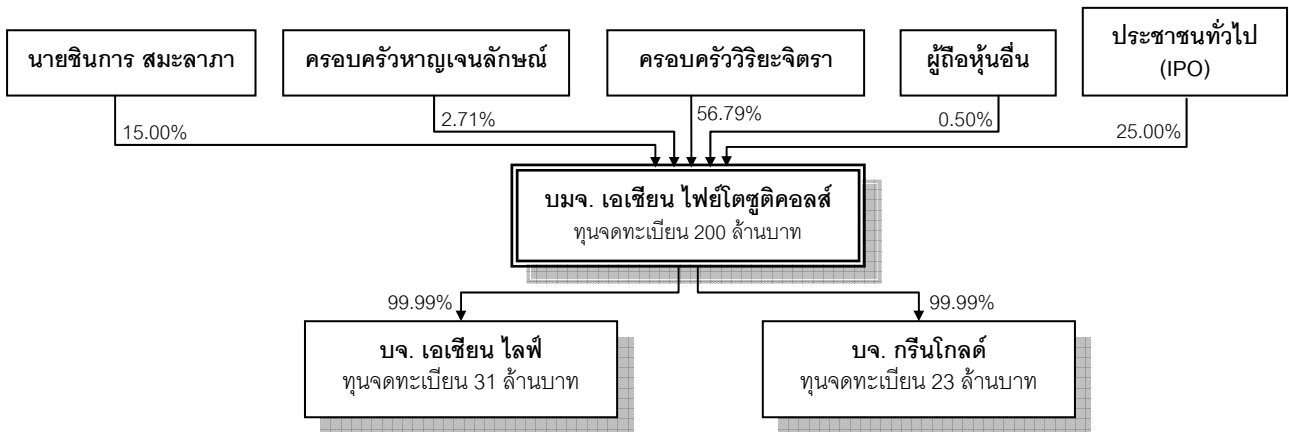 นายชินการ สมะลาภา
ครอบครัวหาญเจนลักษณ์
ครอบครัววิริยะจิตรา
ผู้ถือหุ้นอื่น
ประชาชนทั่วไป
(IPO)
15.00%
2.71%
56.79%
0.50%
25.00%
บมจ. เอเชียน ไฟย์โตซูติคอลส์
ทุนจดทะเบียน 200 ล้านบาท
99.99%
99.99%
บจ. เอเชียน ไลฟ์
ทุนจดทะเบียน 31 ล้านบาท
บจ. กรีนโกลด์
ทุนจดทะเบียน 23 ล้านบาท